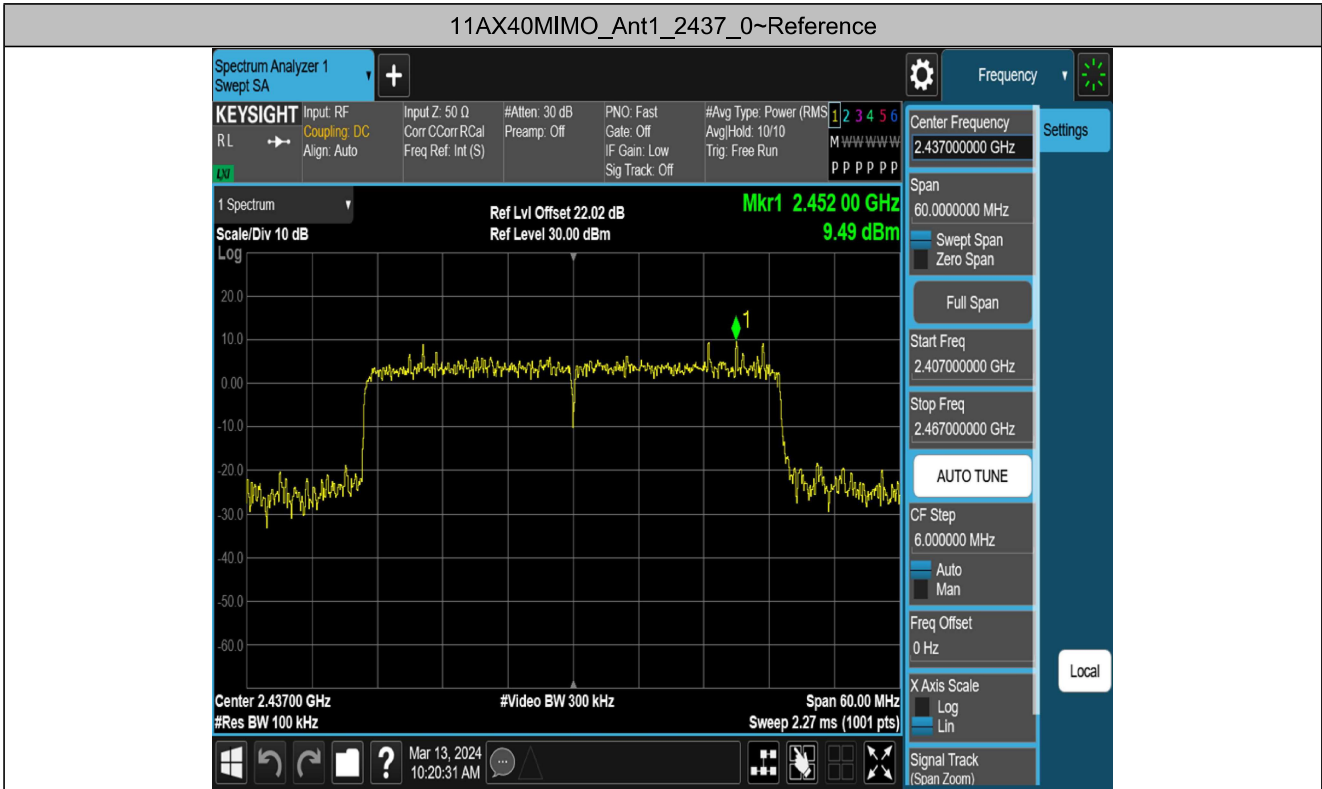 11AX40MIMO_Ant1_2437_0~Reference
Spectrum Analyzer 1
Swept SA
Frequency
KEYSIGHT
RL
LXI
Input: RF
Coupling: DC
Align: Auto
Input Z: 50 Ω
Corr CCorr RCal
Freq Ref: Int (S)
#Atten: 30 dB
Preamp: Off
PNO: Fast
Gate: Off
IF Gain: Low
Sig Track: Off
#Avg Type: Power (RMS
Avg|Hold: 10/10
Trig: Free Run
1 2 3 4 5 6
M W W W W W
P P P P P P
1 Spectrum
Scale/Div 10 dB
Log
Ref Lvl Offset 22.02 dB
Ref Level 30.00 dBm
Mkr1 2.452 00 GHz
9.49 dBm
20.0
10.0
0.00
-10.0
-20.0
-30.0
-40.0
-50.0
-60.0
1
Center 2.43700 GHz
#Res BW 100 kHz
#Video BW 300 kHz
Span 60.00 MHz
Sweep 2.27 ms (1001 pts)
Mar 13, 2024
10:20:31 AM
Center Frequency
2.437000000 GHz
Settings
Span
60.0000000 MHz
Swept Span
Zero Span
Full Span
Start Freq
2.407000000 GHz
Stop Freq
2.467000000 GHz
AUTO TUNE
CF Step
6.000000 MHz
Auto
Man
Freq Offset
0 Hz
Local
X Axis Scale
Log
Lin
Signal Track
(Span Zoom)